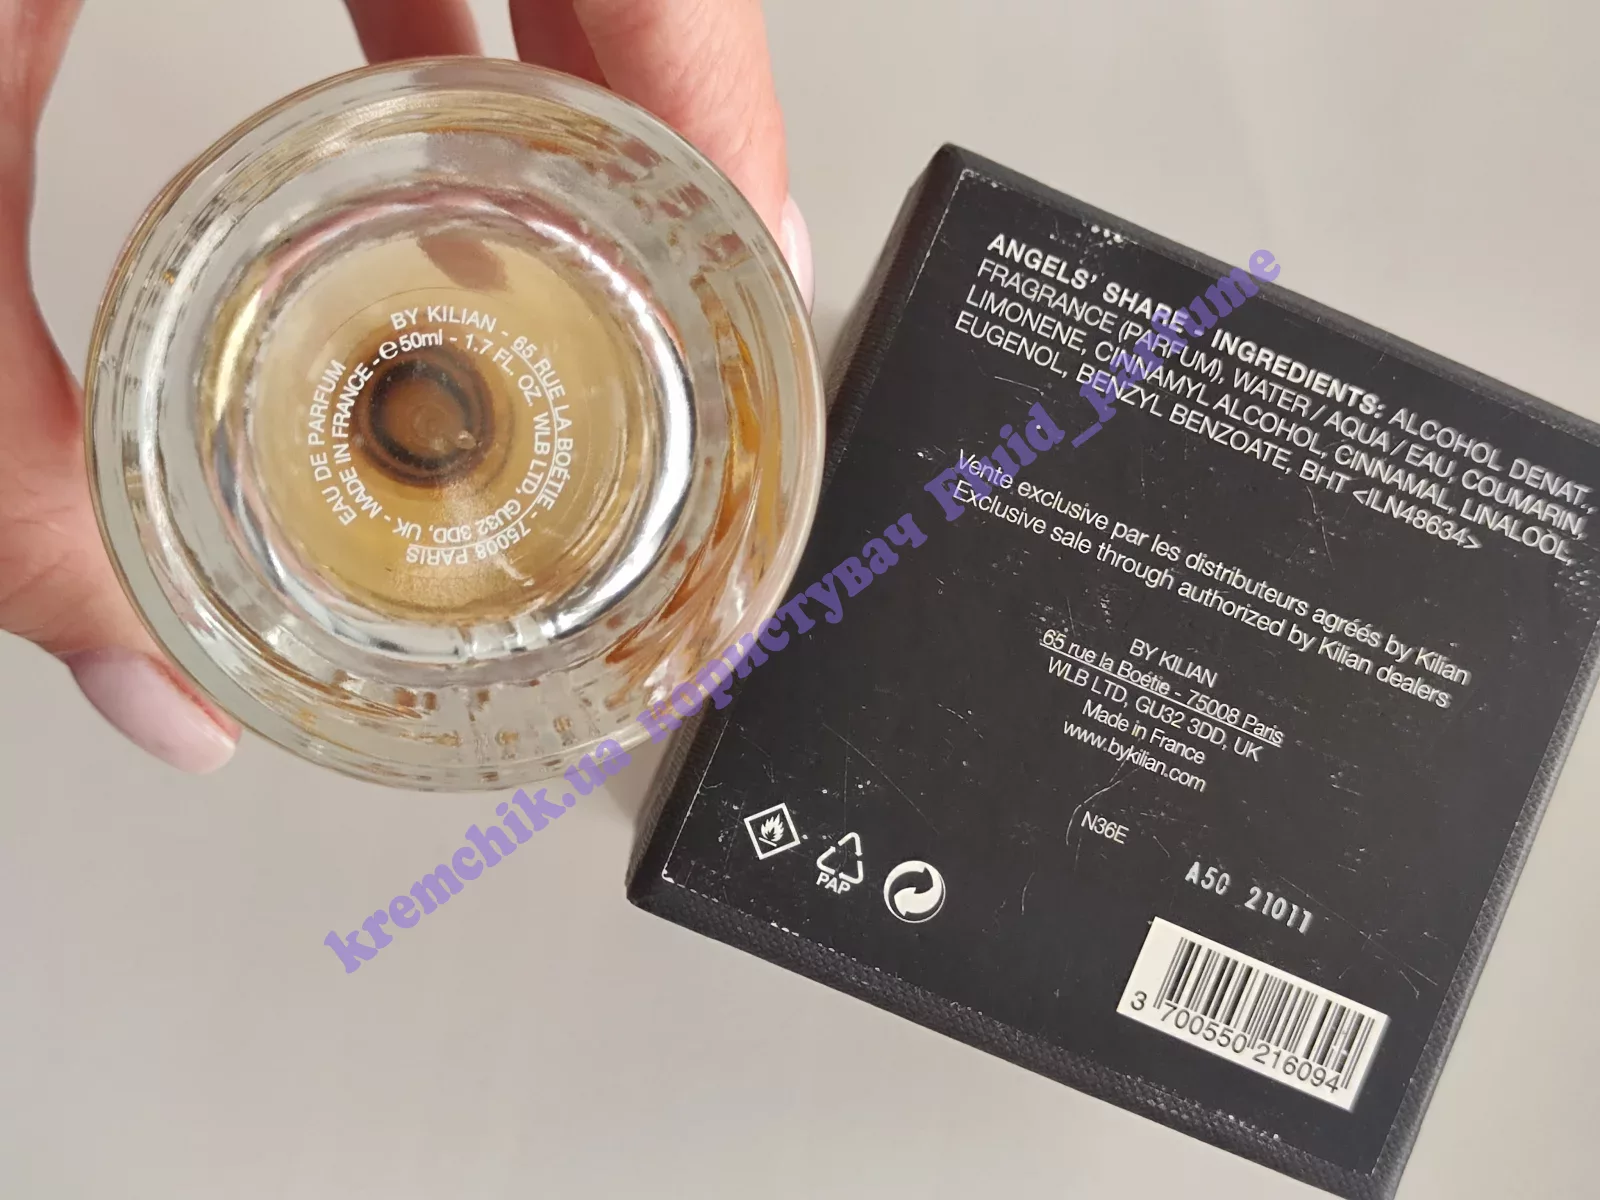 BY KILIAN - 65 RUE LA BOÉTIE - 75008 PARIS
EAU DE PARFUM
MADE IN FRANCE - ℮50ml - 1.7 FL. OZ. WLB LTD, GU32 3DD, UK -
ANGELS' SHARE - INGREDIENTS: ALCOHOL DENAT.,
FRAGRANCE (PARFUM), WATER / AQUA / EAU, COUMARIN,
LIMONENE, CINNAMYL ALCOHOL, CINNAMAL, LINALOOL,
EUGENOL, BENZYL BENZOATE, BHT <ILN48634>
Vente exclusive par les distributeurs agréés by Kilian
Exclusive sale through authorized by Kilian dealers
BY KILIAN
65 rue la Boétie - 75008 Paris
WLB LTD, GU32 3DD, UK
Made in France
www.bykilian.com
N36E
PAP
A50 21011
3 700550 216094
kremchik.ua користувач Fluid_parfume